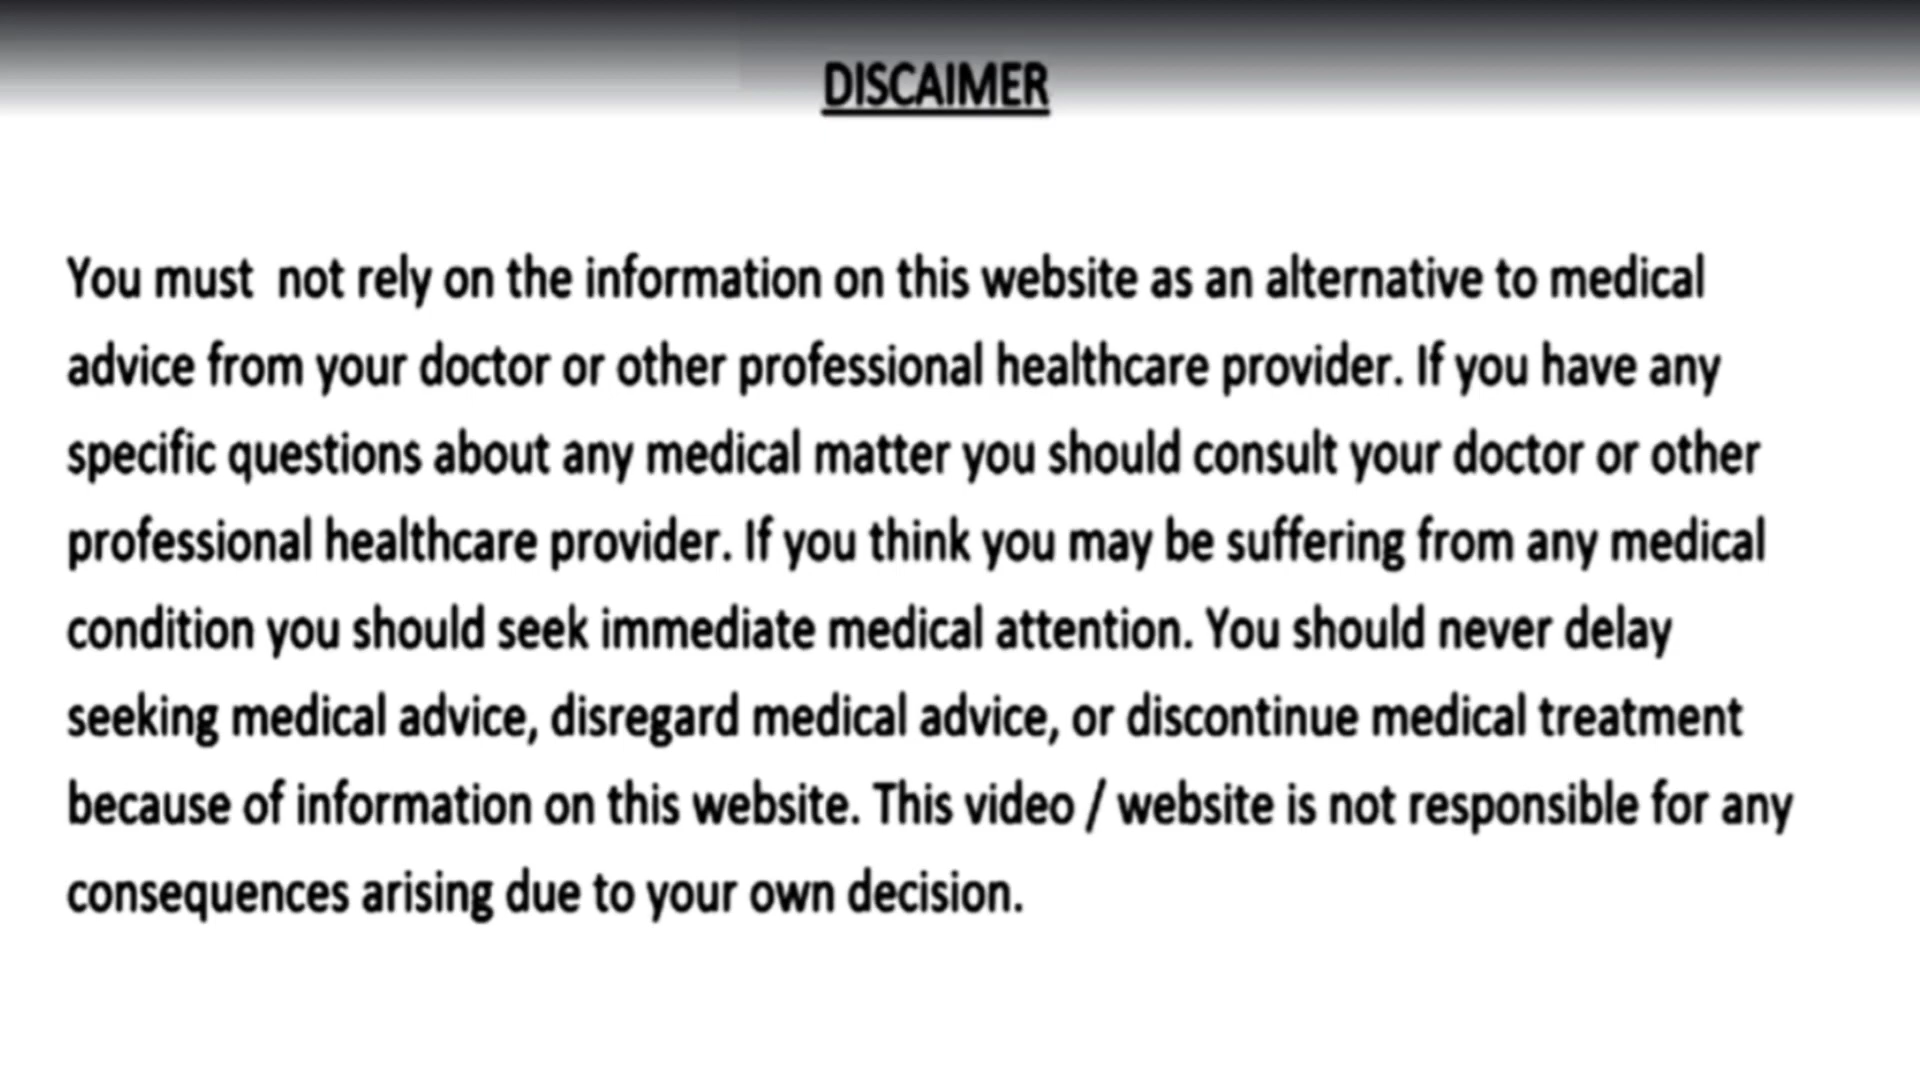 DISCAIMER
You must  not rely on the information on this website as an alternative to medical
advice from your doctor or other professional healthcare provider. If you have any
specific questions about any medical matter you should consult your doctor or other
professional healthcare provider. If you think you may be suffering from any medical
condition you should seek immediate medical attention. You should never delay
seeking medical advice, disregard medical advice, or discontinue medical treatment
because of information on this website. This video / website is not responsible for any
consequences arising due to your own decision.